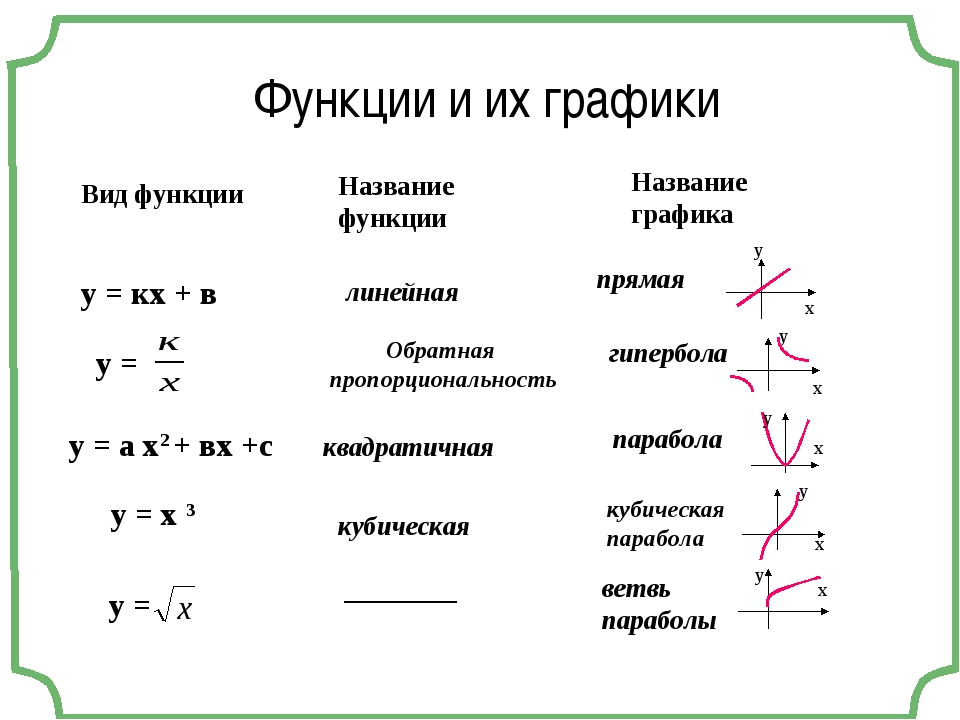 Функции и их графики
Вид функции
Название
функции
Название
графика
у = кх + в
линейная
прямая
у
х
у = к/х
Обратная
пропорциональность
гипербола
у
х
у = а х² + вх +с
квадратичная
парабола
у
х
у = х ³
кубическая
кубическая
парабола
у
х
у = √x
ветвь
параболы
у
х